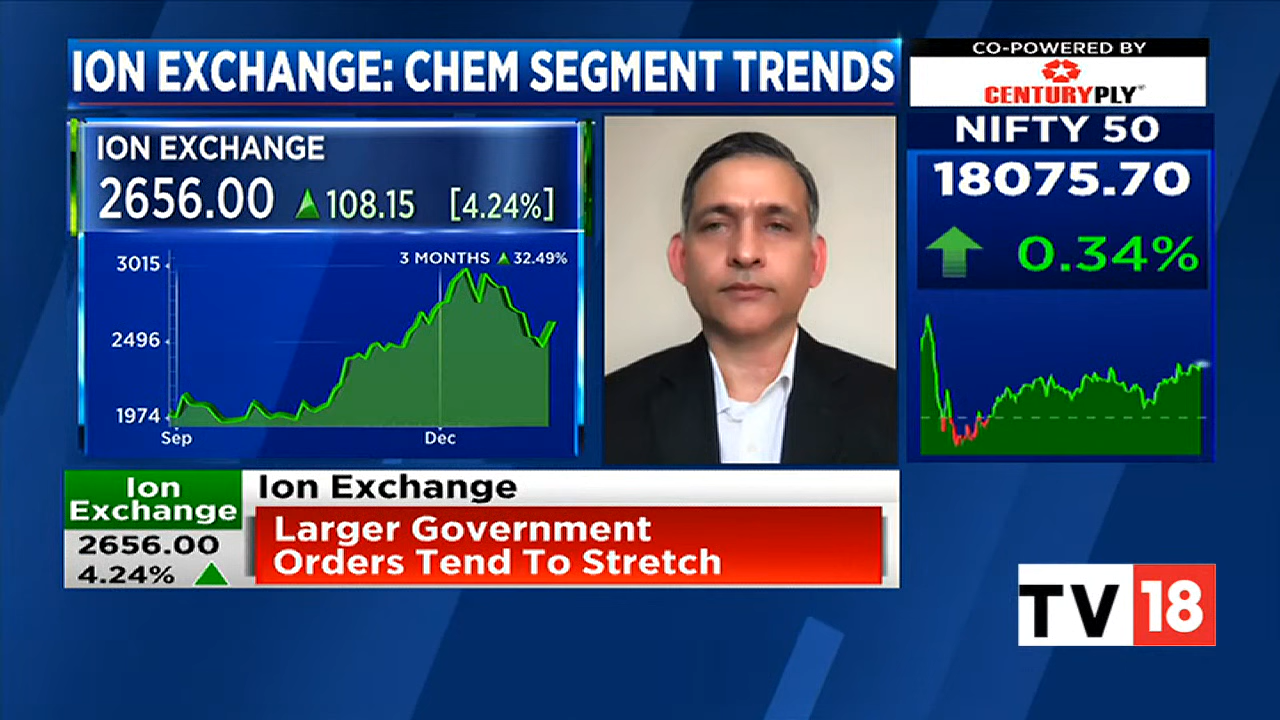 ION EXCHANGE: CHEM SEGMENT TRENDS
CO-POWERED BY
CENTURYPLY
ION EXCHANGE
2656.00 ▲ 108.15 [4.24%]
3 MONTHS ▲ 32.49%
3015
2496
1974
Sep Dec
NIFTY 50
18075.70
0.34%
Ion
Exchange
2656.00
4.24% ▲
Ion Exchange
Larger Government
Orders Tend To Stretch
TV18